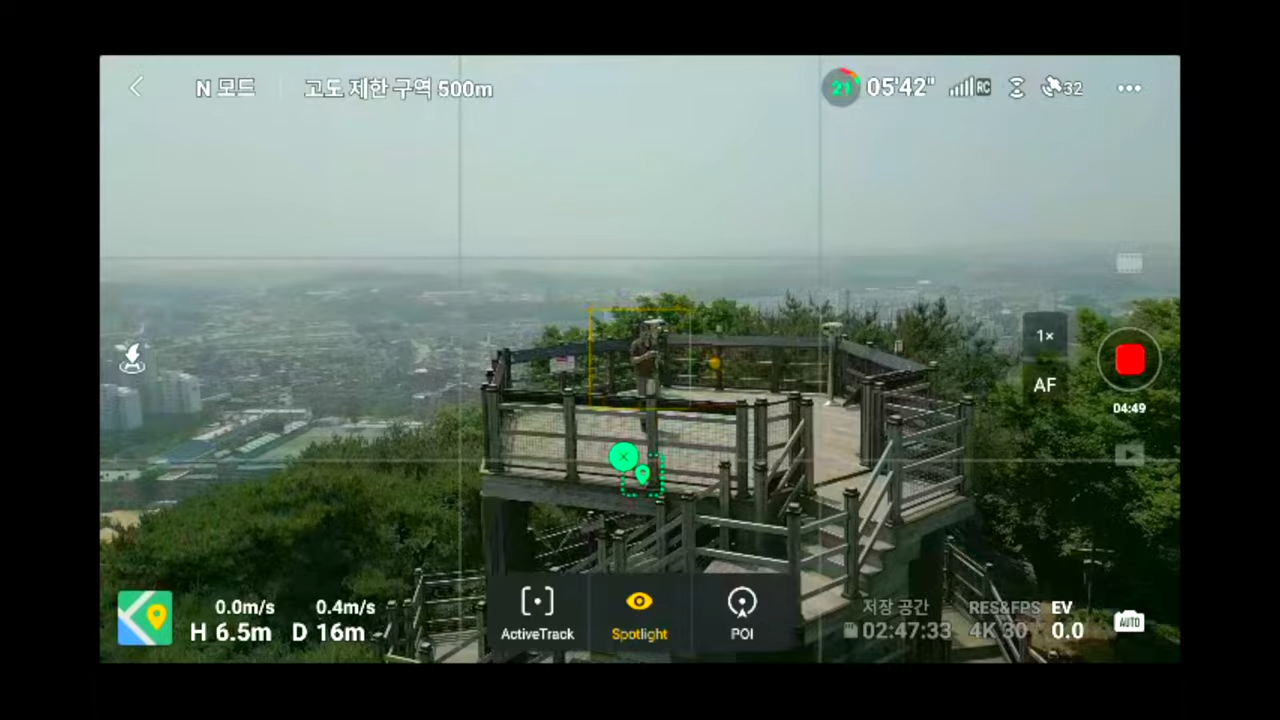 N 모드 고도 제한 구역 500m 21 05'42" RC 32
1×
AF
04:49
0.0m/s 0.4m/s
H 6.5m D 16m
ActiveTrack Spotlight POI
저장 공간 RES&FPS EV
02:47:33 4K 30 0.0 AUTO